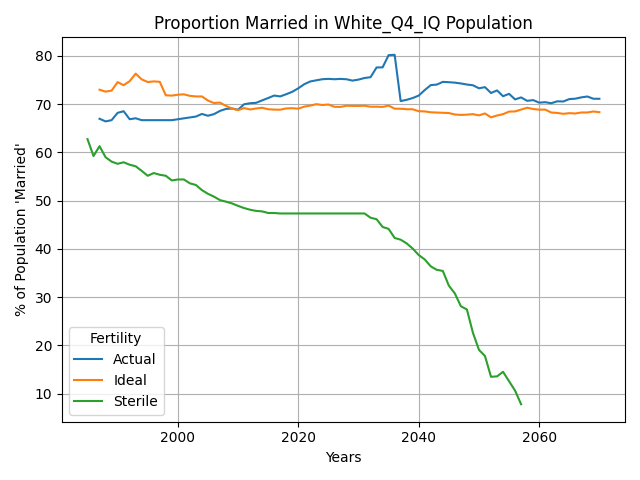 Proportion Married in White_Q4_IQ Population
% of Population 'Married'
80
70
60
50
40
30
20
10
Fertility
Actual
Ideal
Sterile
2000 2020 2040 2060
Years